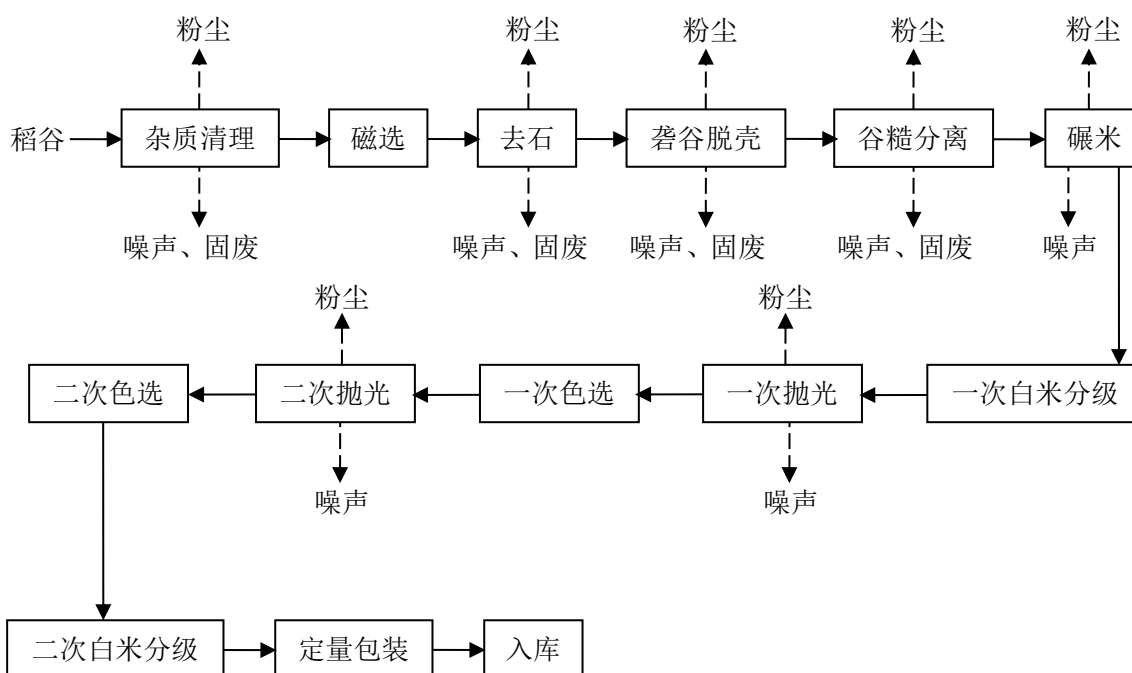 粉尘 粉尘 粉尘 粉尘 粉尘
稻谷 杂质清理 磁选 去石 砻谷脱壳 谷糙分离 碾米
噪声、固废 噪声、固废 噪声、固废 噪声、固废 噪声
粉尘 粉尘
二次色选 二次抛光 一次色选 一次抛光 一次白米分级
噪声 噪声
二次白米分级 定量包装 入库